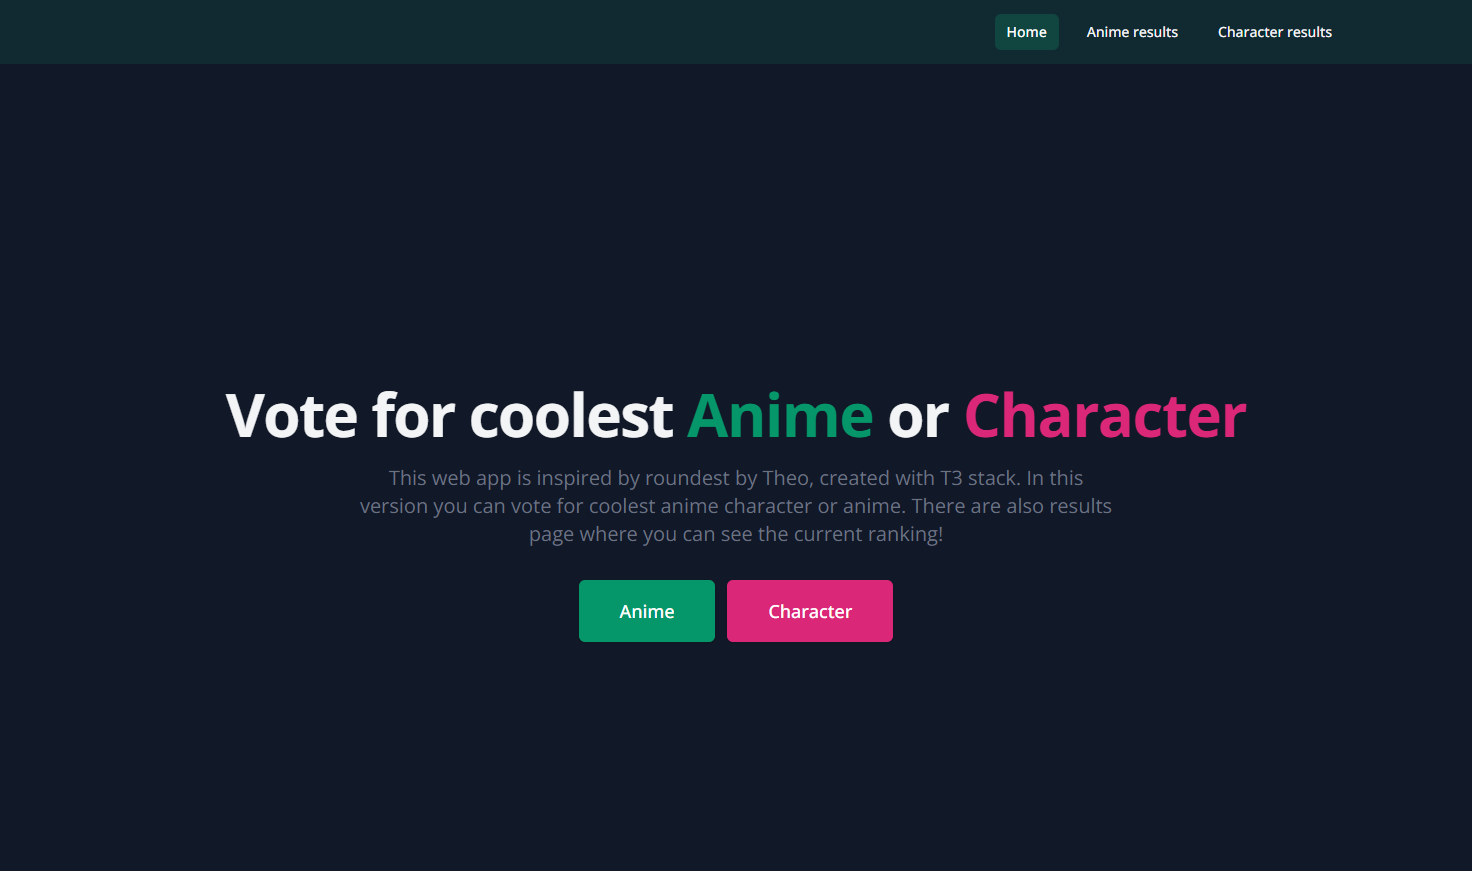 Home Anime results Character results
Vote for coolest Anime or Character
This web app is inspired by roundest by Theo, created with T3 stack. In this
version you can vote for coolest anime character or anime. There are also results
page where you can see the current ranking!
Anime Character